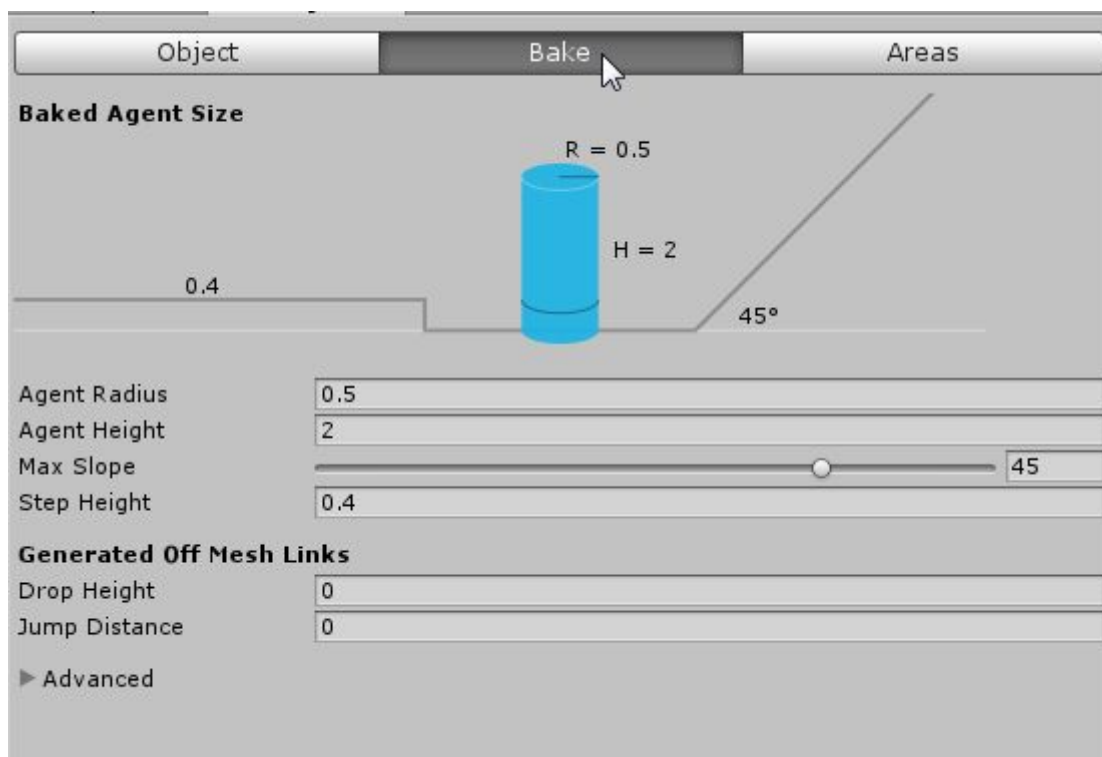 Object Bake Areas
Baked Agent Size
R = 0.5
H = 2
0.4
45°
Agent Radius 0.5
Agent Height 2
Max Slope 45
Step Height 0.4
Generated Off Mesh Links
Drop Height 0
Jump Distance 0
Advanced